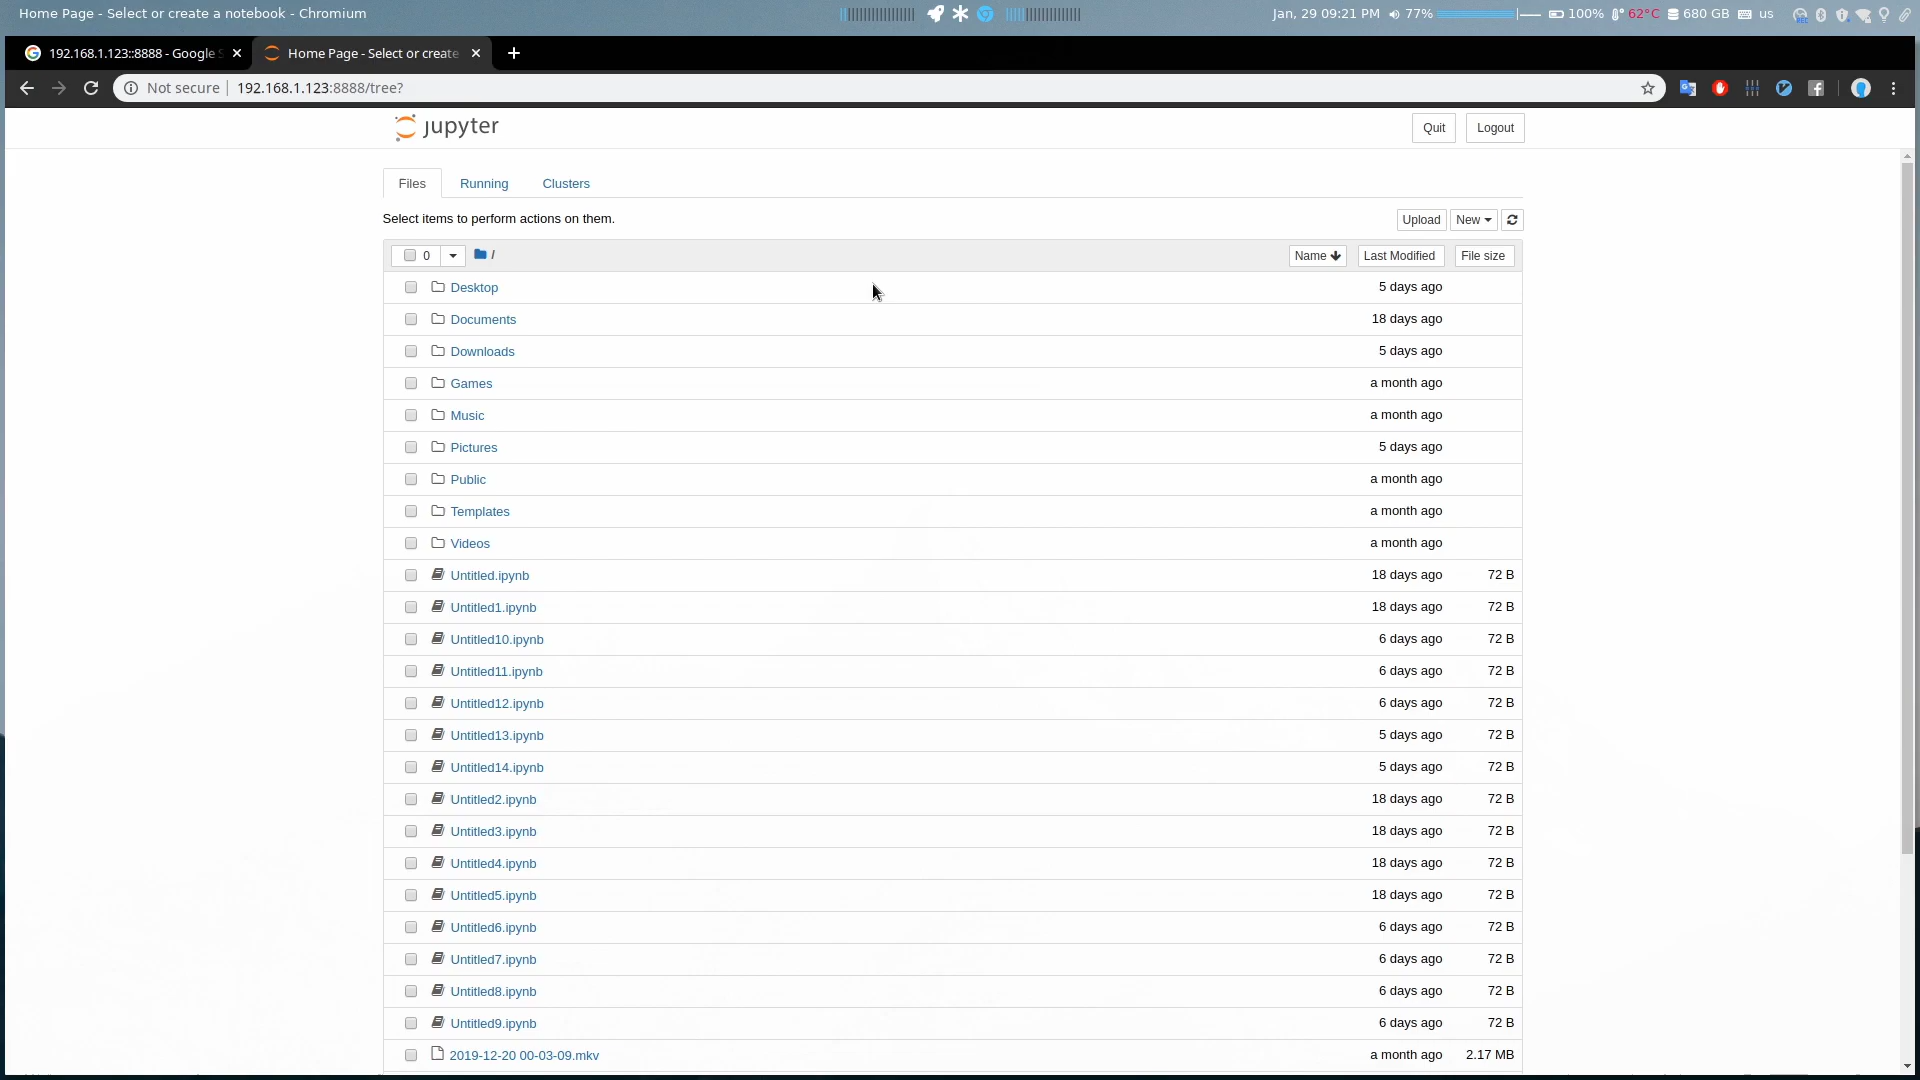 Home Page - Select or create a notebook - Chromium
Jan, 29 09:21 PM 77% 100% 62°C 680 GB us
192.168.1.123::8888 - Google
Home Page - Select or create
Not secure | 192.168.1.123:8888/tree?
jupyter
Quit Logout
Files Running Clusters
Select items to perform actions on them.
Upload New
0 / Name Last Modified File size
Desktop 5 days ago
Documents 18 days ago
Downloads 5 days ago
Games a month ago
Music a month ago
Pictures 5 days ago
Public a month ago
Templates a month ago
Videos a month ago
Untitled.ipynb 18 days ago 72 B
Untitled1.ipynb 18 days ago 72 B
Untitled10.ipynb 6 days ago 72 B
Untitled11.ipynb 6 days ago 72 B
Untitled12.ipynb 6 days ago 72 B
Untitled13.ipynb 5 days ago 72 B
Untitled14.ipynb 5 days ago 72 B
Untitled2.ipynb 18 days ago 72 B
Untitled3.ipynb 18 days ago 72 B
Untitled4.ipynb 18 days ago 72 B
Untitled5.ipynb 18 days ago 72 B
Untitled6.ipynb 6 days ago 72 B
Untitled7.ipynb 6 days ago 72 B
Untitled8.ipynb 6 days ago 72 B
Untitled9.ipynb 6 days ago 72 B
2019-12-20 00-03-09.mkv a month ago 2.17 MB